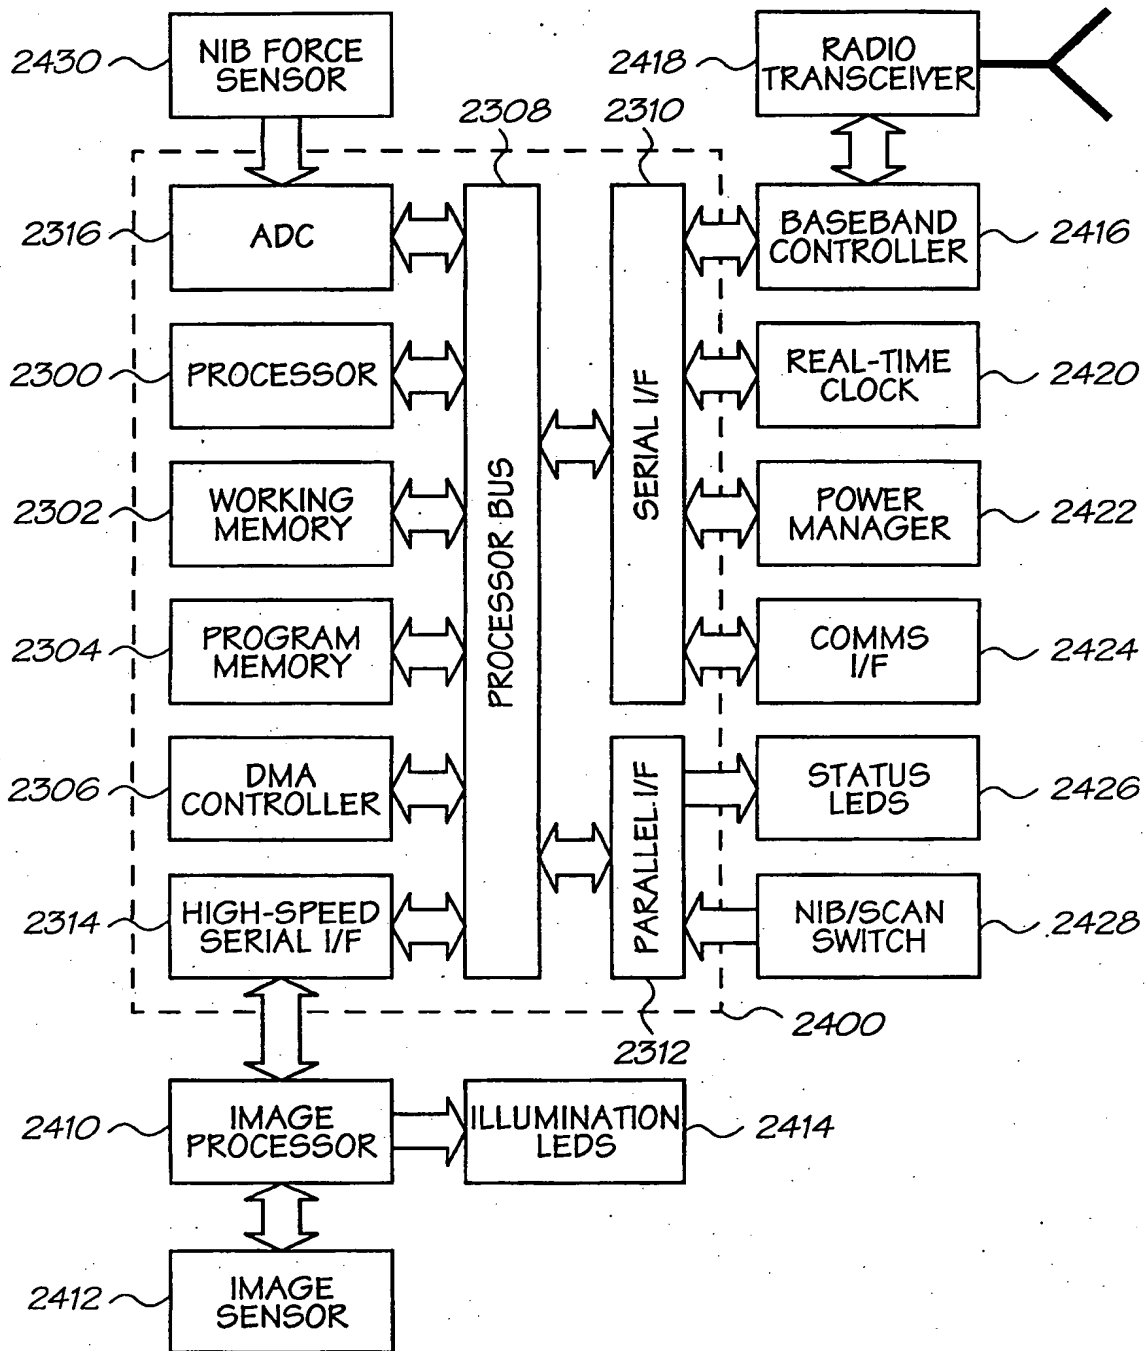 2430
NIB FORCE
SENSOR
2418
RADIO
TRANSCEIVER
2308
2310
2316
ADC
BASEBAND
CONTROLLER
2416
2300
PROCESSOR
REAL-TIME
CLOCK
2420
2302
WORKING
MEMORY
PROCESSOR BUS
SERIAL I/F
POWER
MANAGER
2422
2304
PROGRAM
MEMORY
COMMS
I/F
2424
2306
DMA
CONTROLLER
PARALLEL I/F
STATUS
LEDS
2426
2314
HIGH-SPEED
SERIAL I/F
NIB/SCAN
SWITCH
2428
2312
2400
2410
IMAGE
PROCESSOR
ILLUMINATION
LEDS
2414
2412
IMAGE
SENSOR